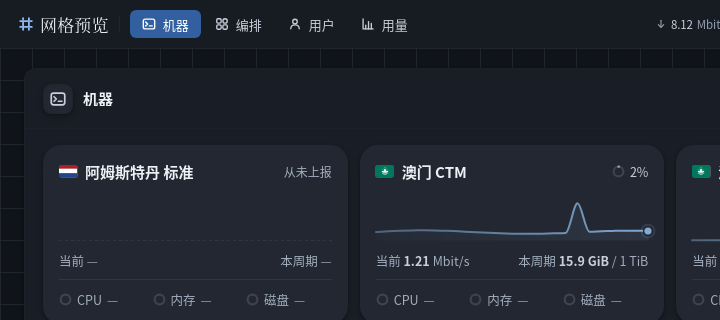 网格预览 机器 编排 用户 用量 ↓ 8.12 Mbit
机器
阿姆斯特丹 标准 从未上报 澳门 CTM 2%
当前 — 本周期 — 当前 1.21 Mbit/s 本周期 15.9 GiB / 1 TiB 当前
CPU — 内存 — 磁盘 — CPU — 内存 — 磁盘 —